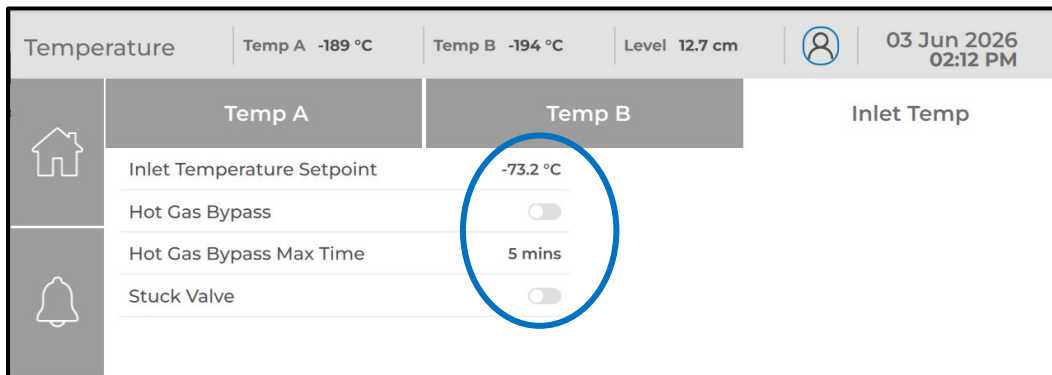 Temperature Temp A -189 °C Temp B -194 °C Level 12.7 cm 03 Jun 2026
02:12 PM
Temp A Temp B Inlet Temp
Inlet Temperature Setpoint -73.2 °C
Hot Gas Bypass
Hot Gas Bypass Max Time 5 mins
Stuck Valve